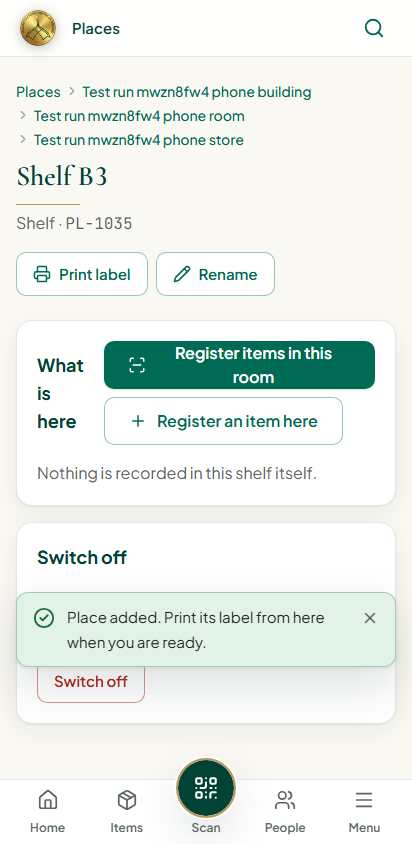 Places
Places > Test run mwzn8fw4 phone building
> Test run mwzn8fw4 phone room
> Test run mwzn8fw4 phone store
Shelf B3
Shelf · PL-1035
Print label
Rename
What
is
here
Register items in this
room
Register an item here
Nothing is recorded in this shelf itself.
Switch off
Place added. Print its label from here
when you are ready.
Switch off
Home
Items
Scan
People
Menu